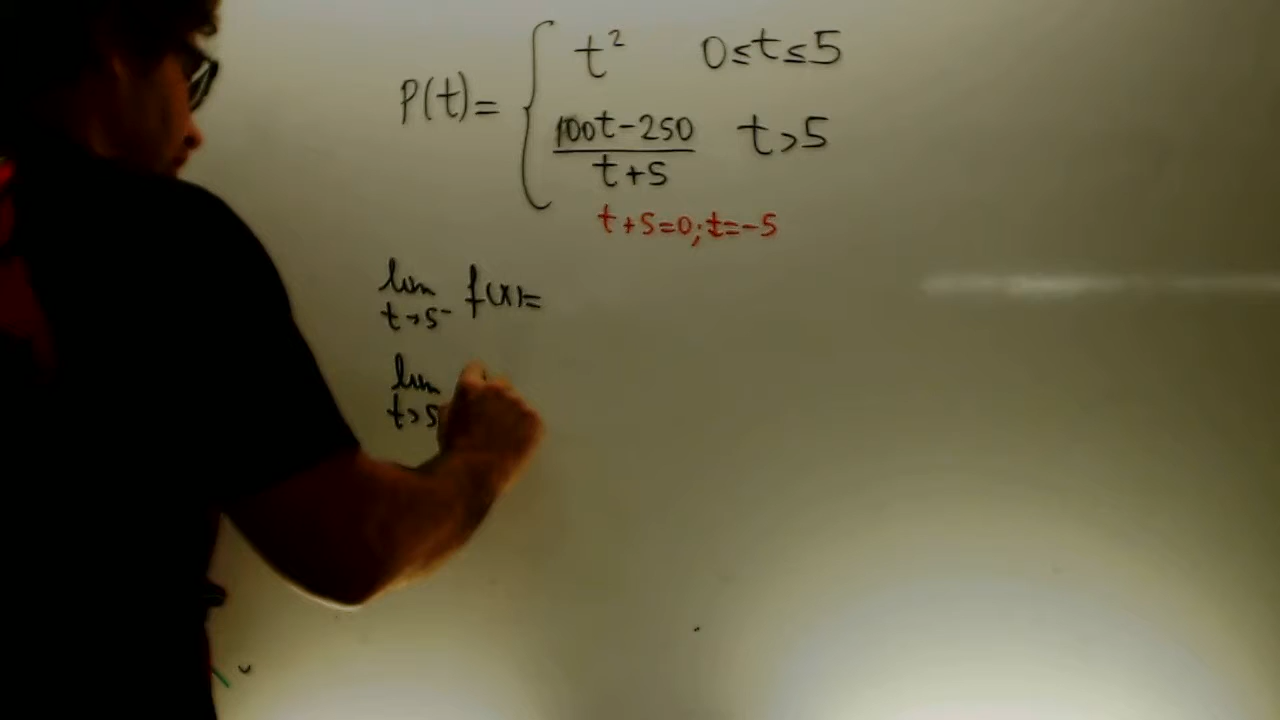 P(t)= { t² 0≤t≤5
100t-250 / t+5 t>5
t+5=0; t=-5
lim t→5⁻ f(x)=
lim t→5